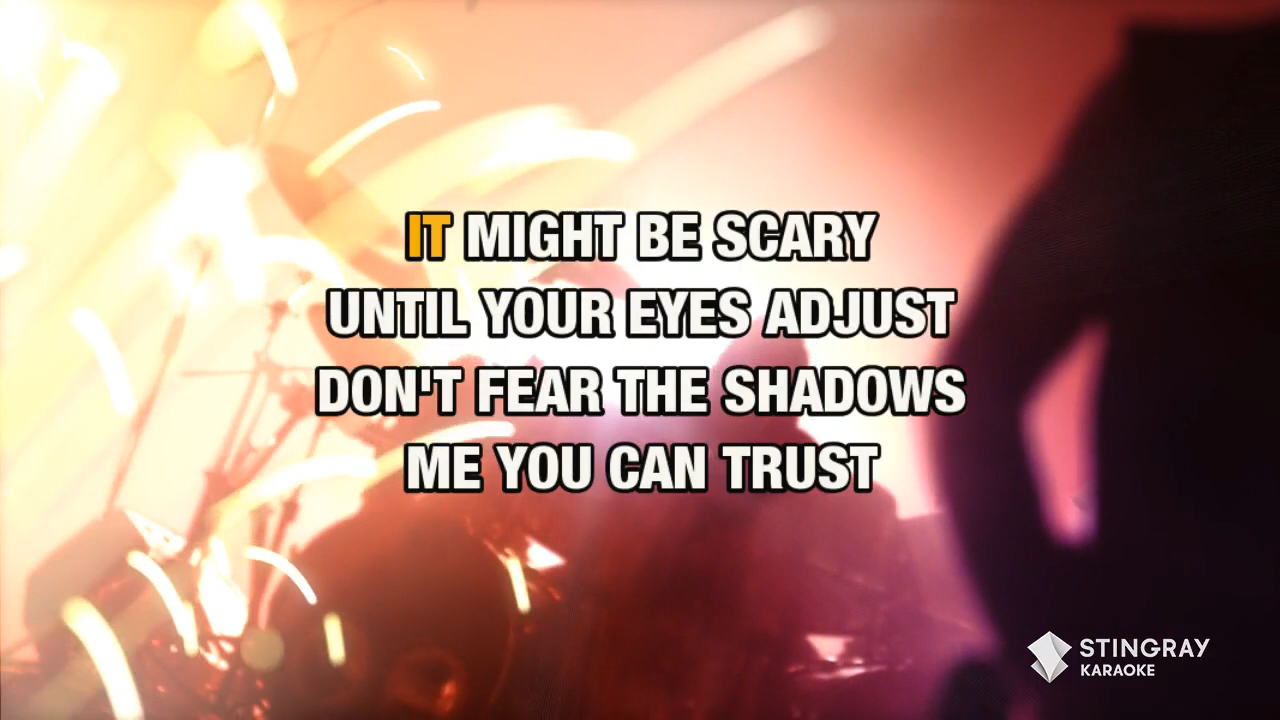 IT MIGHT BE SCARY
UNTIL YOUR EYES ADJUST
DON'T FEAR THE SHADOWS
ME YOU CAN TRUST
STINGRAY
KARAOKE